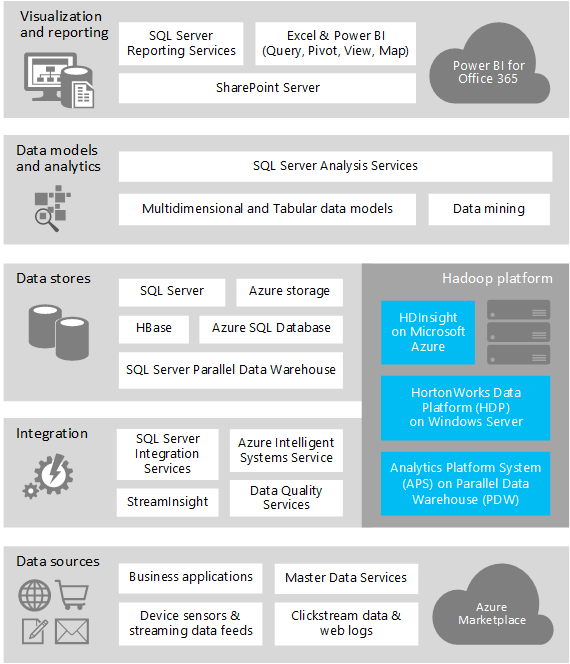 Visualization
and reporting
SQL Server
Reporting Services
Excel & Power BI
(Query, Pivot, View, Map)
SharePoint Server
Power BI for
Office 365
Data models
and analytics
SQL Server Analysis Services
Multidimensional and Tabular data models
Data mining
Data stores
SQL Server
Azure storage
HBase
Azure SQL Database
SQL Server Parallel Data Warehouse
Hadoop platform
HDInsight
on Microsoft
Azure
HortonWorks Data
Platform (HDP)
on Windows Server
Analytics Platform System
(APS) on Parallel Data
Warehouse (PDW)
Integration
SQL Server
Integration
Services
Azure Intelligent
Systems Service
StreamInsight
Data Quality
Services
Data sources
Business applications
Master Data Services
Device sensors &
streaming data feeds
Clickstream data &
web logs
Azure
Marketplace